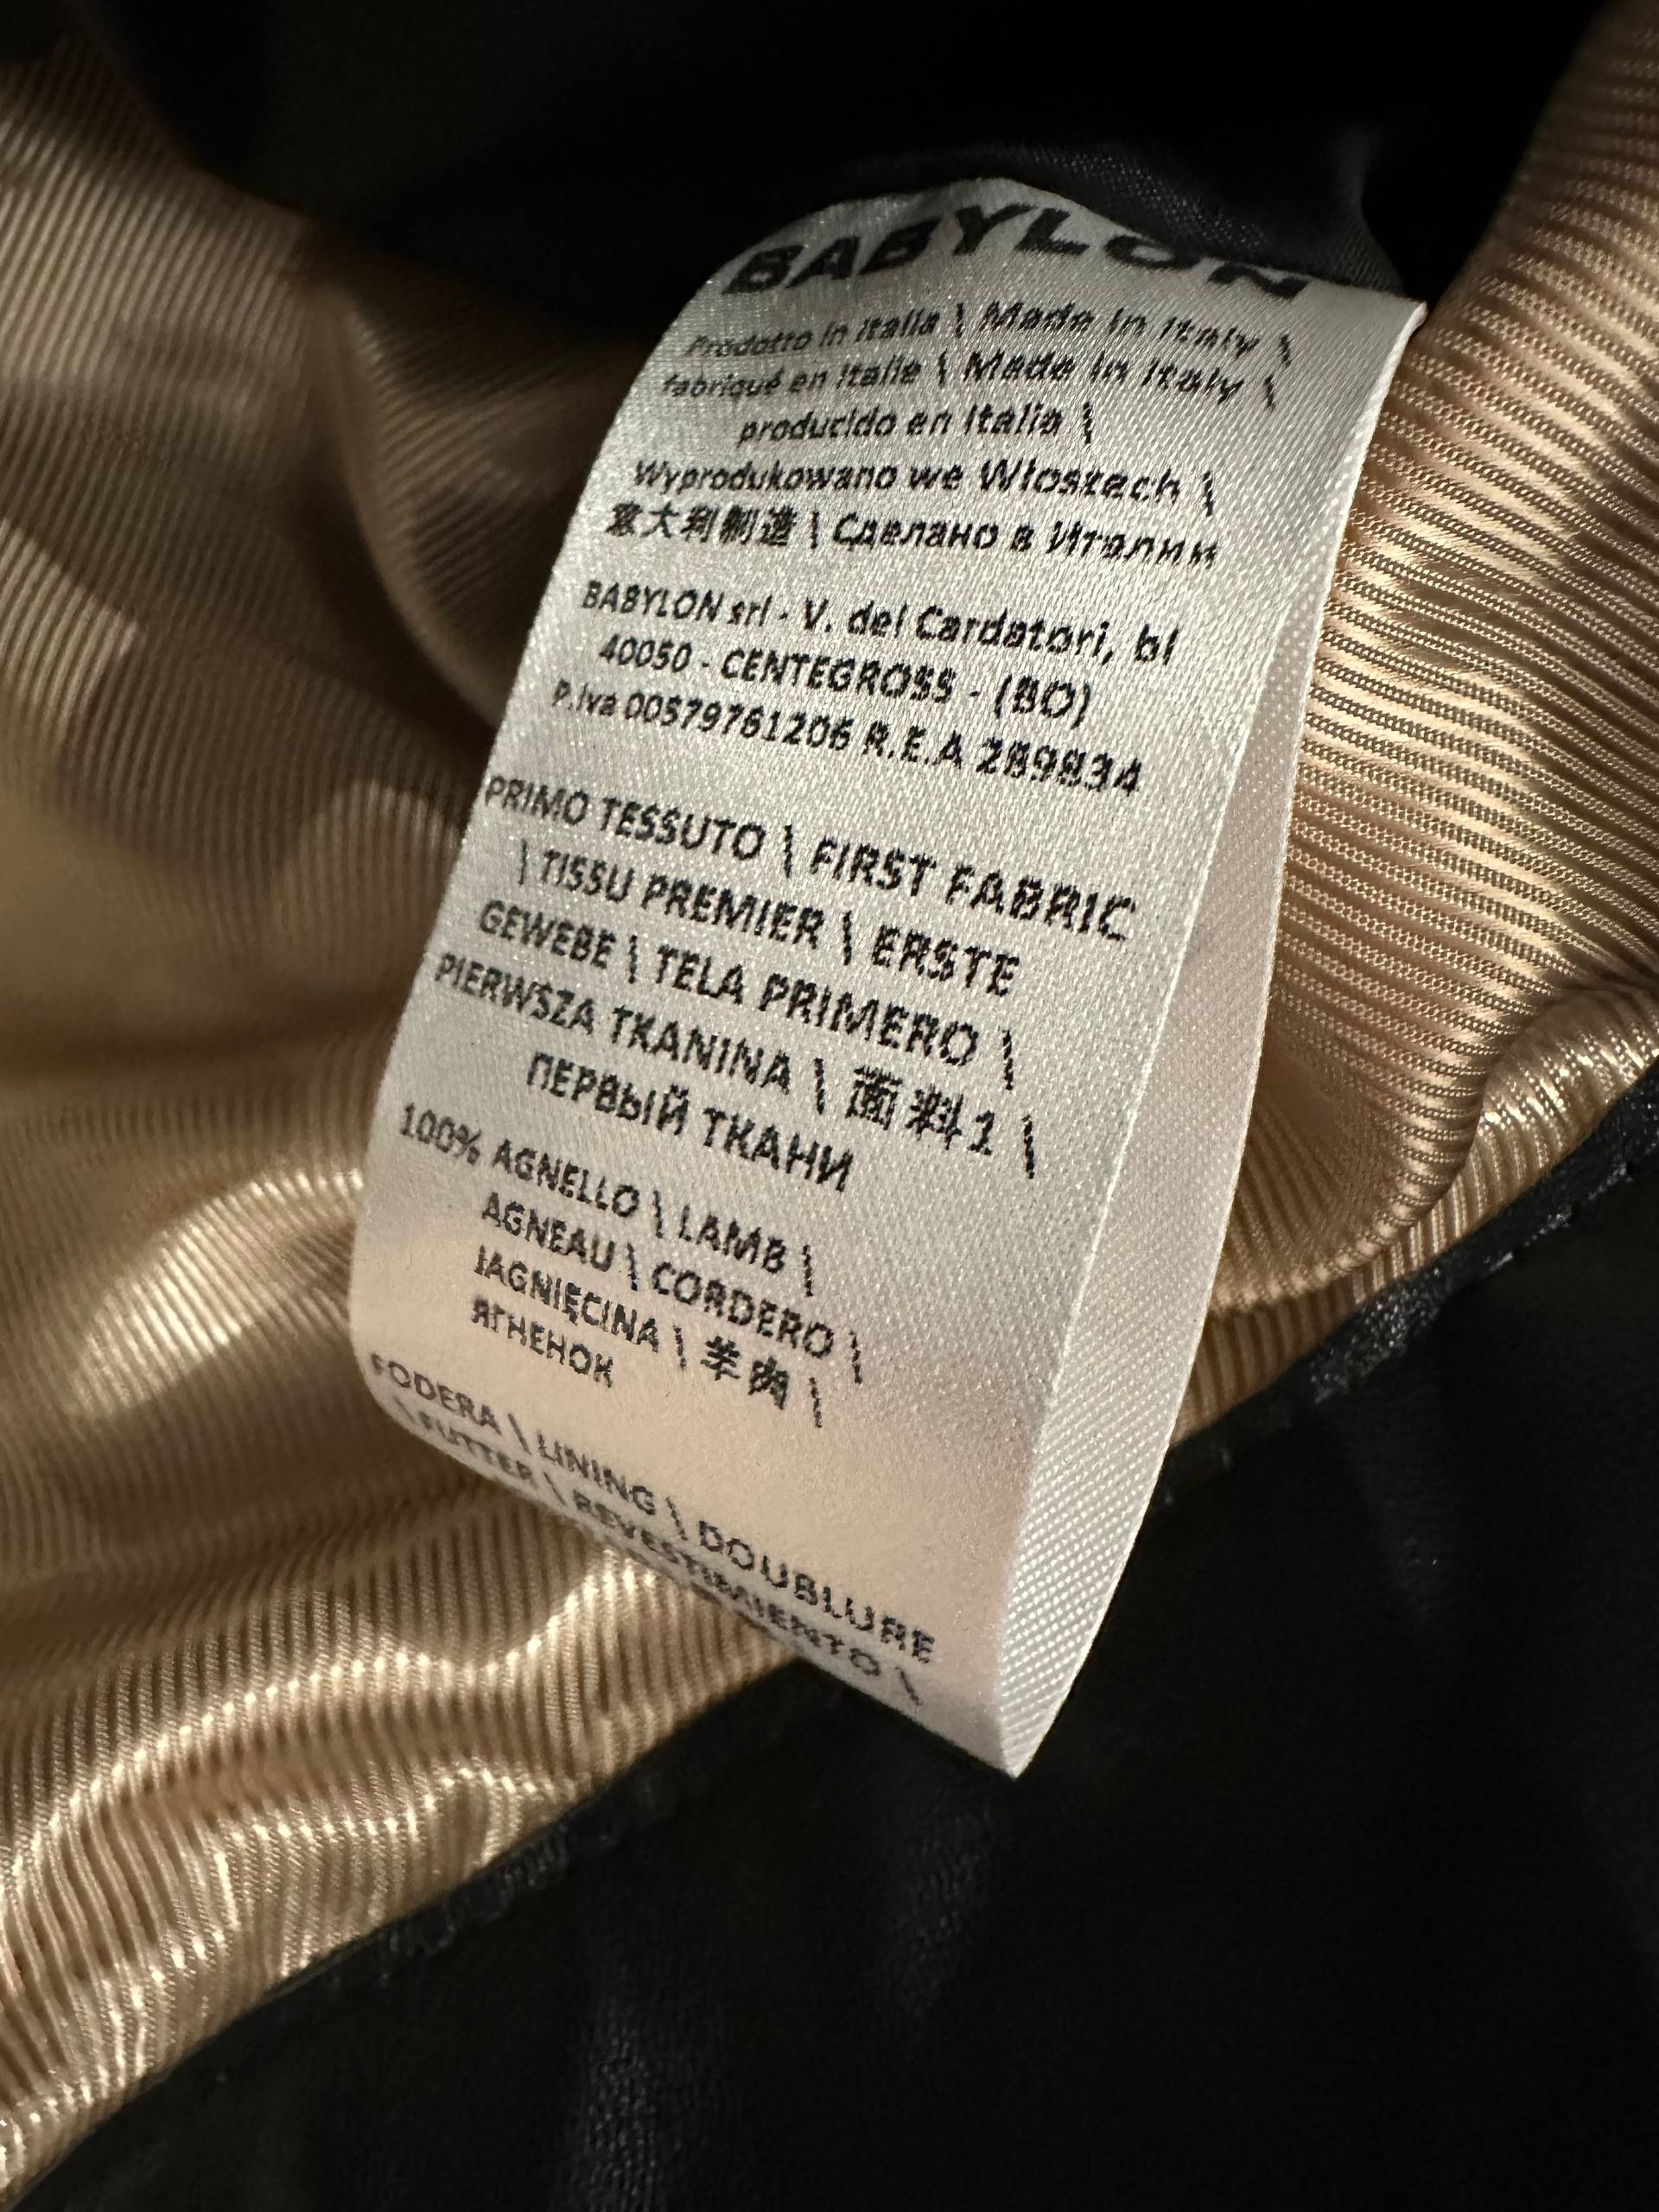 BABYLON
Prodotto in Italia \ Made in Italy \
fabriqué en Italie \ Made in Italy \
producido en Italia \
Wyprodukowano we Włoszech \
意大利制造 \ Сделано в Италии
BABYLON srl - V. dei Cardatori, bl
40050 - CENTEGROSS - (BO)
P.iva 00579761206 R.E.A 289834
PRIMO TESSUTO \ FIRST FABRIC
\ TISSU PREMIER \ ERSTE
GEWEBE \ TELA PRIMERO \
PIERWSZA TKANINA \ 面料1 \
ПЕРВЫЙ ТКАНИ
100% AGNELLO \ LAMB \
AGNEAU \ CORDERO \
JAGNIĘCINA \ 羊肉 \
ЯГНЕНОК
FODERA \ LINING \ DOUBLURE
\ FUTTER \ REVESTIMIENTO \